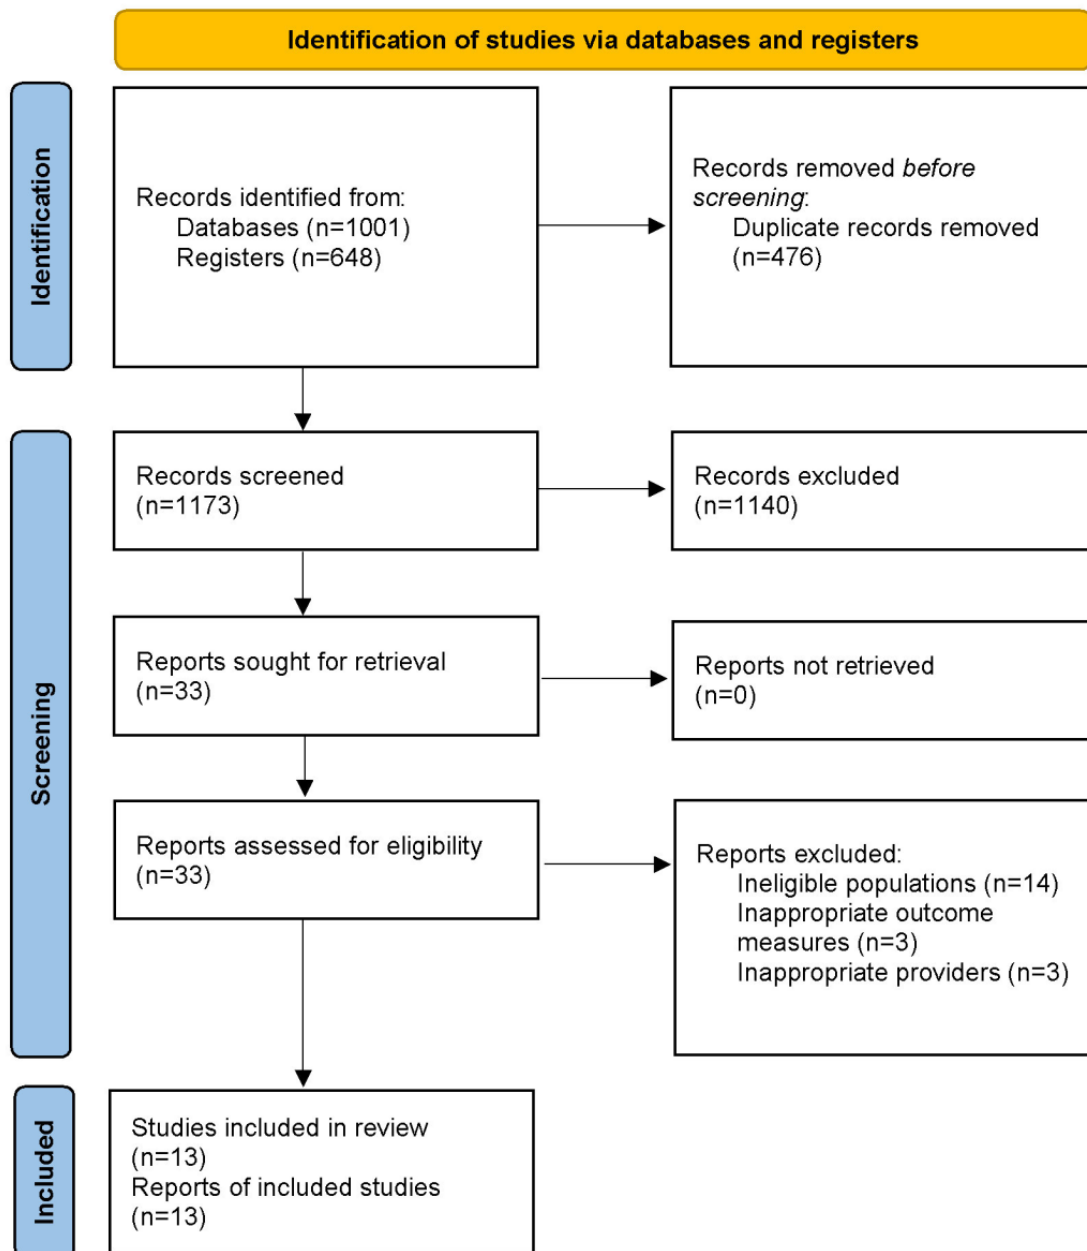 Identification of studies via databases and registers
Identification
Records identified from:
Databases (n=1001)
Registers (n=648)
Records removed before
screening:
Duplicate records removed
(n=476)
Screening
Records screened
(n=1173)
Records excluded
(n=1140)
Reports sought for retrieval
(n=33)
Reports not retrieved
(n=0)
Reports assessed for eligibility
(n=33)
Reports excluded:
Ineligible populations (n=14)
Inappropriate outcome
measures (n=3)
Inappropriate providers (n=3)
Included
Studies included in review
(n=13)
Reports of included studies
(n=13)